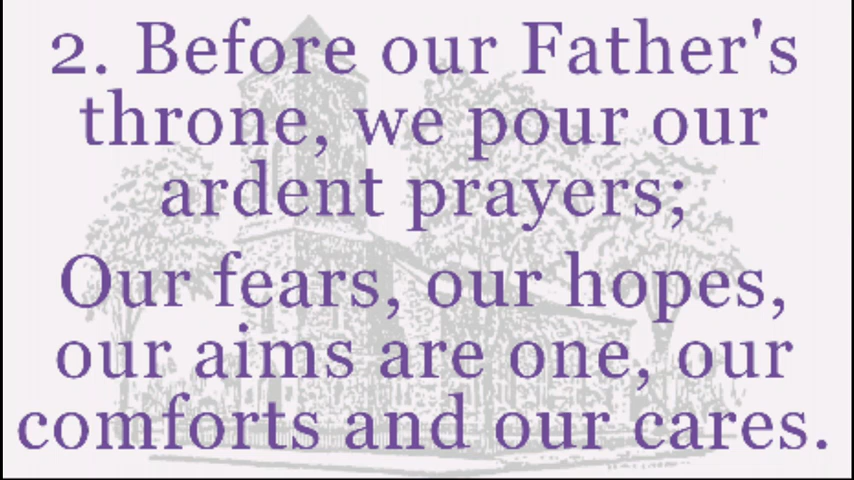 2. Before our Father's
throne, we pour our
ardent prayers;
Our fears, our hopes,
our aims are one, our
comforts and our cares.